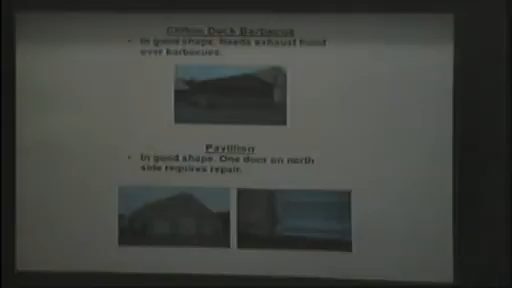 Clifton Deck Barbecue
• In good shape. Needs exhaust hood
over barbecues.
Pavilion
• In good shape. One door on north
side requires repair.